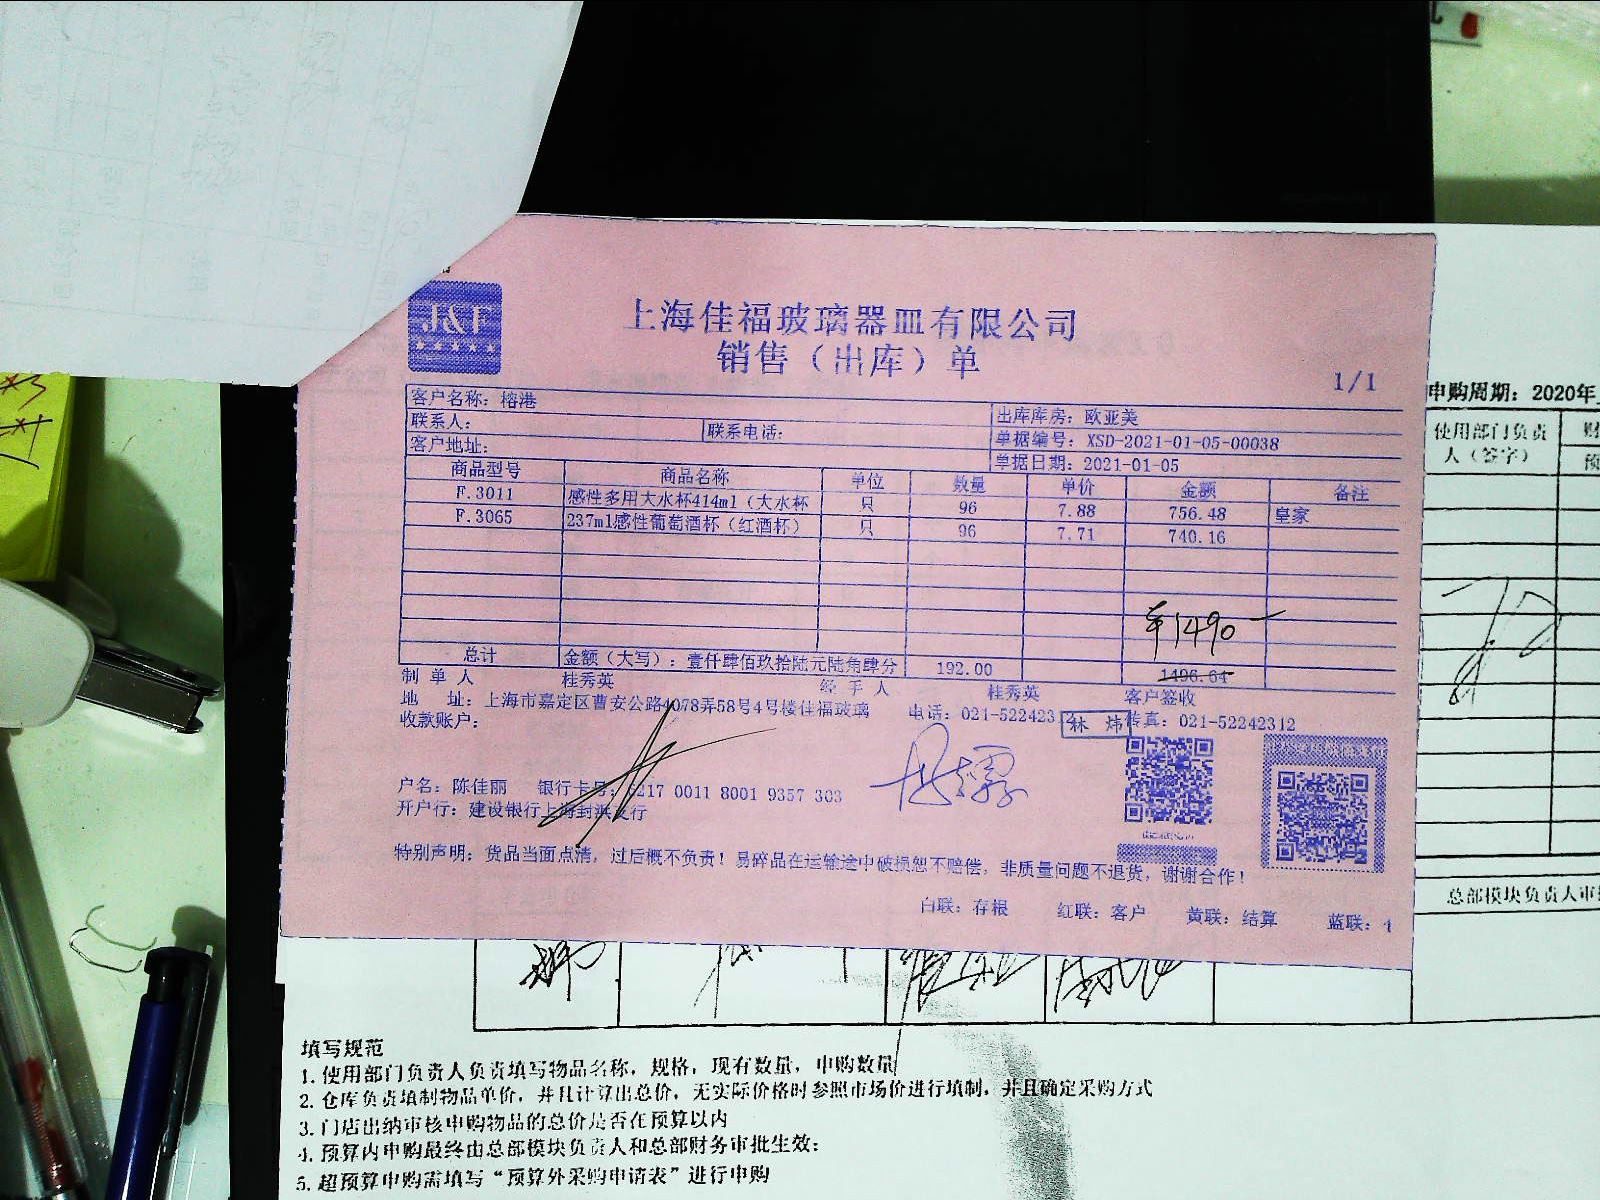 上海佳福玻璃器皿有限公司
销售（出库）单
1/1
客户名称：榕港
出库库房：欧亚美
联系人：
联系电话：
单据编号：XSD-2021-01-05-00038
客户地址：
单据日期：2021-01-05
商品型号 商品名称 单位 数量 单价 金额 备注
F.3011 感性多用大水杯414ml（大水杯 只 96 7.88 756.48 皇家
F.3065 237ml感性葡萄酒杯（红酒杯） 只 96 7.71 740.16
¥1490
总计 金额（大写）：壹仟肆佰玖拾陆元陆角肆分 192.00 1496.64
制单人 桂秀英 经手人 桂秀英 客户签收
地 址：上海市嘉定区曹安公路4078弄58号4号楼佳福玻璃 电话：021-522423 林 炜 传真：021-52242312
收款账户：
户名：陈佳丽 银行卡号：6217 0011 8001 9357 303
开户行：建设银行上海封浜支行
特别声明：货品当面点清，过后概不负责！易碎品在运输途中破损恕不赔偿，非质量问题不退货，谢谢合作！
白联：存根 红联：客户 黄联：结算 蓝联：
申购周期：2020年
使用部门负责
人（签字）
总部模块负责人审
填写规范
1. 使用部门负责人负责填写物品名称，规格，现有数量，申购数量
2. 仓库负责填制物品单价，并且计算出总价，无实际价格时参照市场价进行填制，并且确定采购方式
3. 门店出纳审核申购物品的总价是否在预算以内
4. 预算内申购最终由总部模块负责人和总部财务审批生效：
5. 超预算申购需填写“预算外采购申请表”进行申购